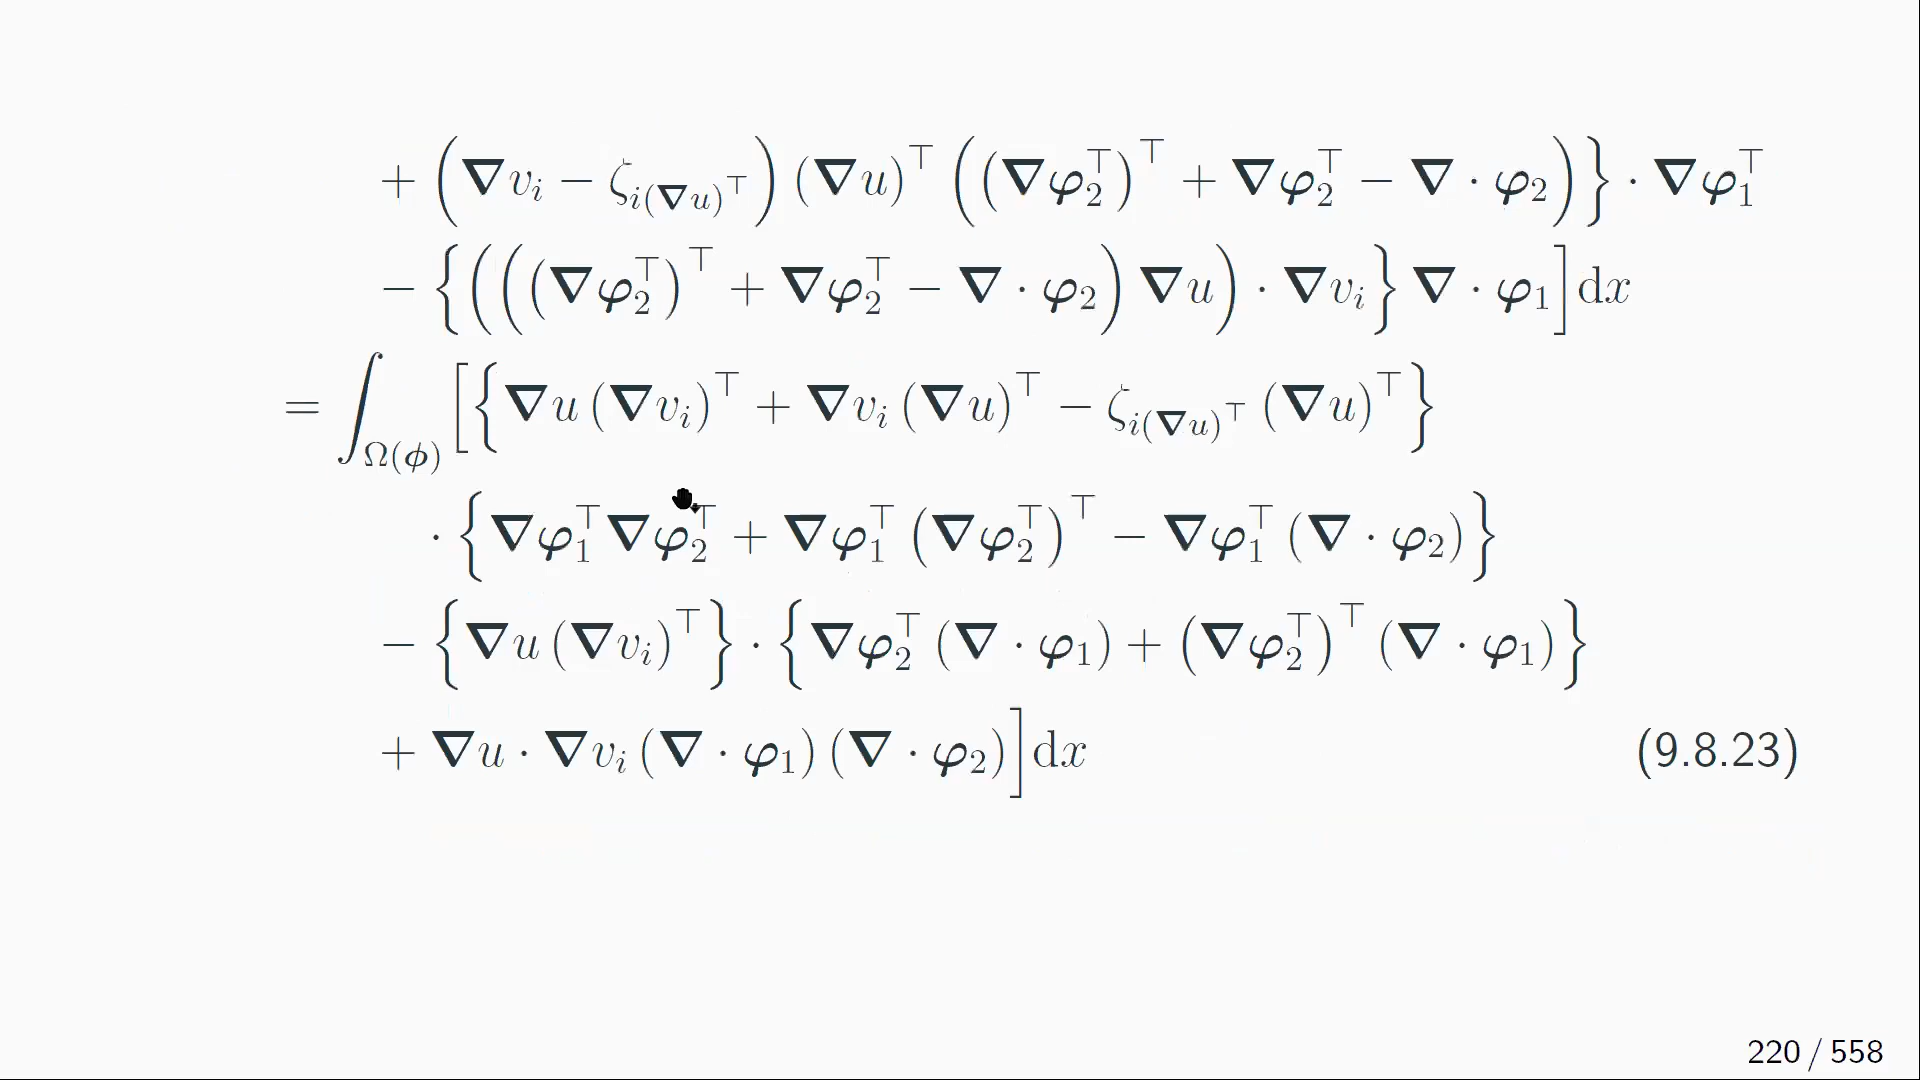 + (∇v_i − ζ_{i(∇u)^⊤}) (∇u)^⊤ ((∇φ_2^⊤)^⊤ + ∇φ_2^⊤ − ∇ · φ_2)} · ∇φ_1^⊤
− {(((∇φ_2^⊤)^⊤ + ∇φ_2^⊤ − ∇ · φ_2) ∇u) · ∇v_i} ∇ · φ_1] dx
= ∫_{Ω(ϕ)} [{∇u (∇v_i)^⊤ + ∇v_i (∇u)^⊤ − ζ_{i(∇u)^⊤} (∇u)^⊤}
· {∇φ_1^⊤ ∇φ_2^⊤ + ∇φ_1^⊤ (∇φ_2^⊤)^⊤ − ∇φ_1^⊤ (∇ · φ_2)}
− {∇u (∇v_i)^⊤} · {∇φ_2^⊤ (∇ · φ_1) + (∇φ_2^⊤)^⊤ (∇ · φ_1)}
+ ∇u · ∇v_i (∇ · φ_1) (∇ · φ_2)] dx (9.8.23)
220 / 558